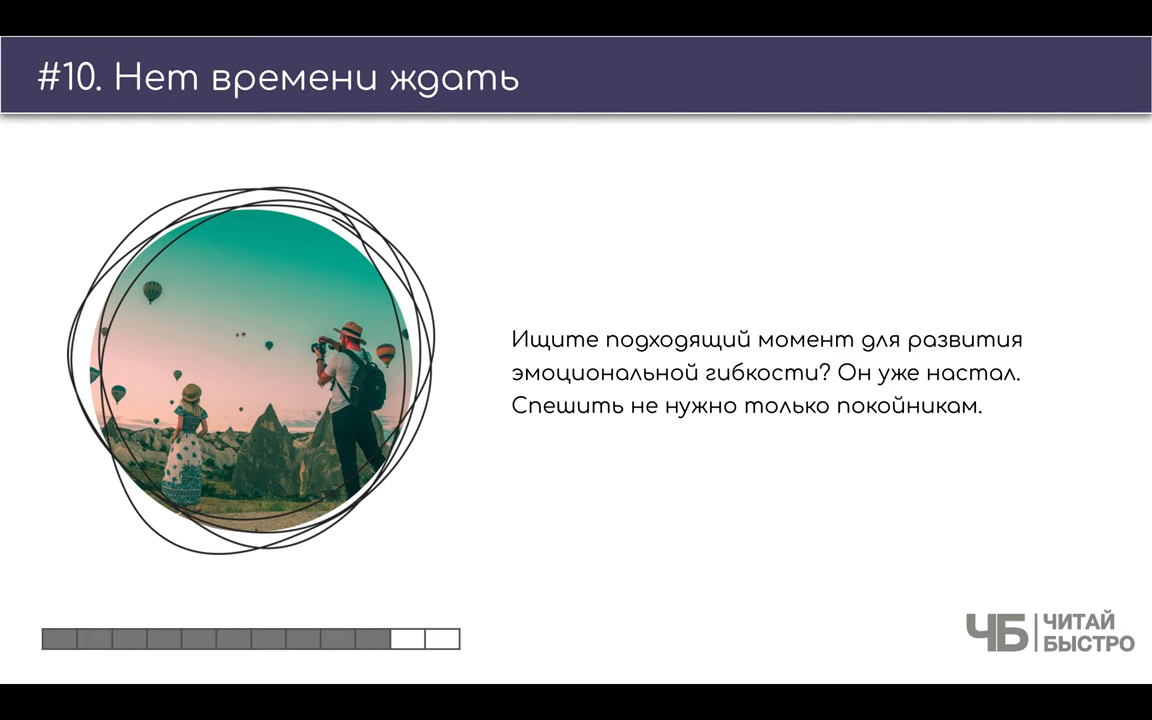 #10. Нет времени ждать
Ищите подходящий момент для развития
эмоциональной гибкости? Он уже настал.
Спешить не нужно только покойникам.
ЧБ
ЧИТАЙ
БЫСТРО